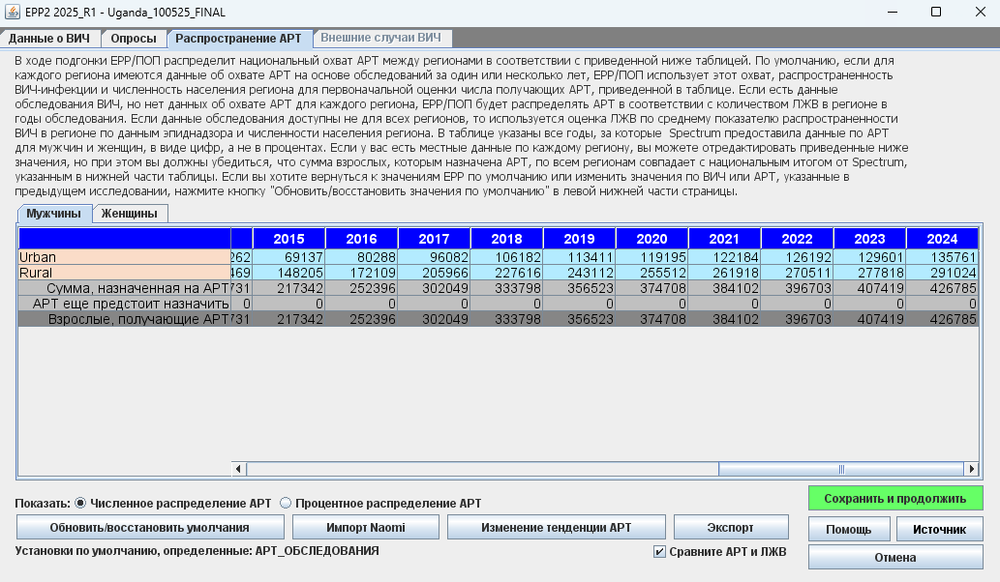 EPP2 2025_R1 - Uganda_100525_FINAL
Данные о ВИЧ Опросы Распространение АРТ Внешние случаи ВИЧ
В ходе подгонки ЕРР/ПОП распределит национальный охват АРТ между регионами в соответствии с приведенной ниже таблицей. По умолчанию, если для
каждого региона имеются данные об охвате АРТ на основе обследований за один или несколько лет, ЕРР/ПОП использует этот охват, распространенность
ВИЧ-инфекции и численность населения региона для первоначальной оценки числа получающих АРТ, приведенной в таблице. Если есть данные
обследования ВИЧ, но нет данных об охвате АРТ для каждого региона, ЕРР/ПОП будет распределять АРТ в соответствии с количеством ЛЖВ в регионе в
годы обследования. Если данные обследования доступны не для всех регионов, то используется оценка ЛЖВ по среднему показателю распространенности
ВИЧ в регионе по данным эпиднадзора и численности населения региона. В таблице указаны все годы, за которые Spectrum предоставила данные по АРТ
для мужчин и женщин, в виде цифр, а не в процентах. Если у вас есть местные данные по каждому региону, вы можете отредактировать приведенные ниже
значения, но при этом вы должны убедиться, что сумма взрослых, которым назначена АРТ, по всем регионам совпадает с национальным итогом от Spectrum,
указанным в нижней части таблицы. Если вы хотите вернуться к значениям ЕРР по умолчанию или изменить значения по ВИЧ или АРТ, указанные в
предыдущем исследовании, нажмите кнопку "Обновить/восстановить значения по умолчанию" в левой нижней части страницы.
Мужчины Женщины
2015 2016 2017 2018 2019 2020 2021 2022 2023 2024
Urban 262 69137 80288 96082 106182 113411 119195 122184 126192 129601 135761
Rural 469 148205 172109 205966 227616 243112 255512 261918 270511 277818 291024
Сумма, назначенная на АРТ 731 217342 252396 302049 333798 356523 374708 384102 396703 407419 426785
АРТ еще предстоит назначить 0 0 0 0 0 0 0 0 0 0 0
Взрослые, получающие АРТ 731 217342 252396 302049 333798 356523 374708 384102 396703 407419 426785
Показать: Численное распределение АРТ Процентное распределение АРТ
Сохранить и продолжить
Обновить/восстановить умолчания Импорт Naomi Изменение тенденции АРТ Экспорт Помощь Источник
Установки по умолчанию, определенные: АРТ_ОБСЛЕДОВАНИЯ Сравните АРТ и ЛЖВ Отмена